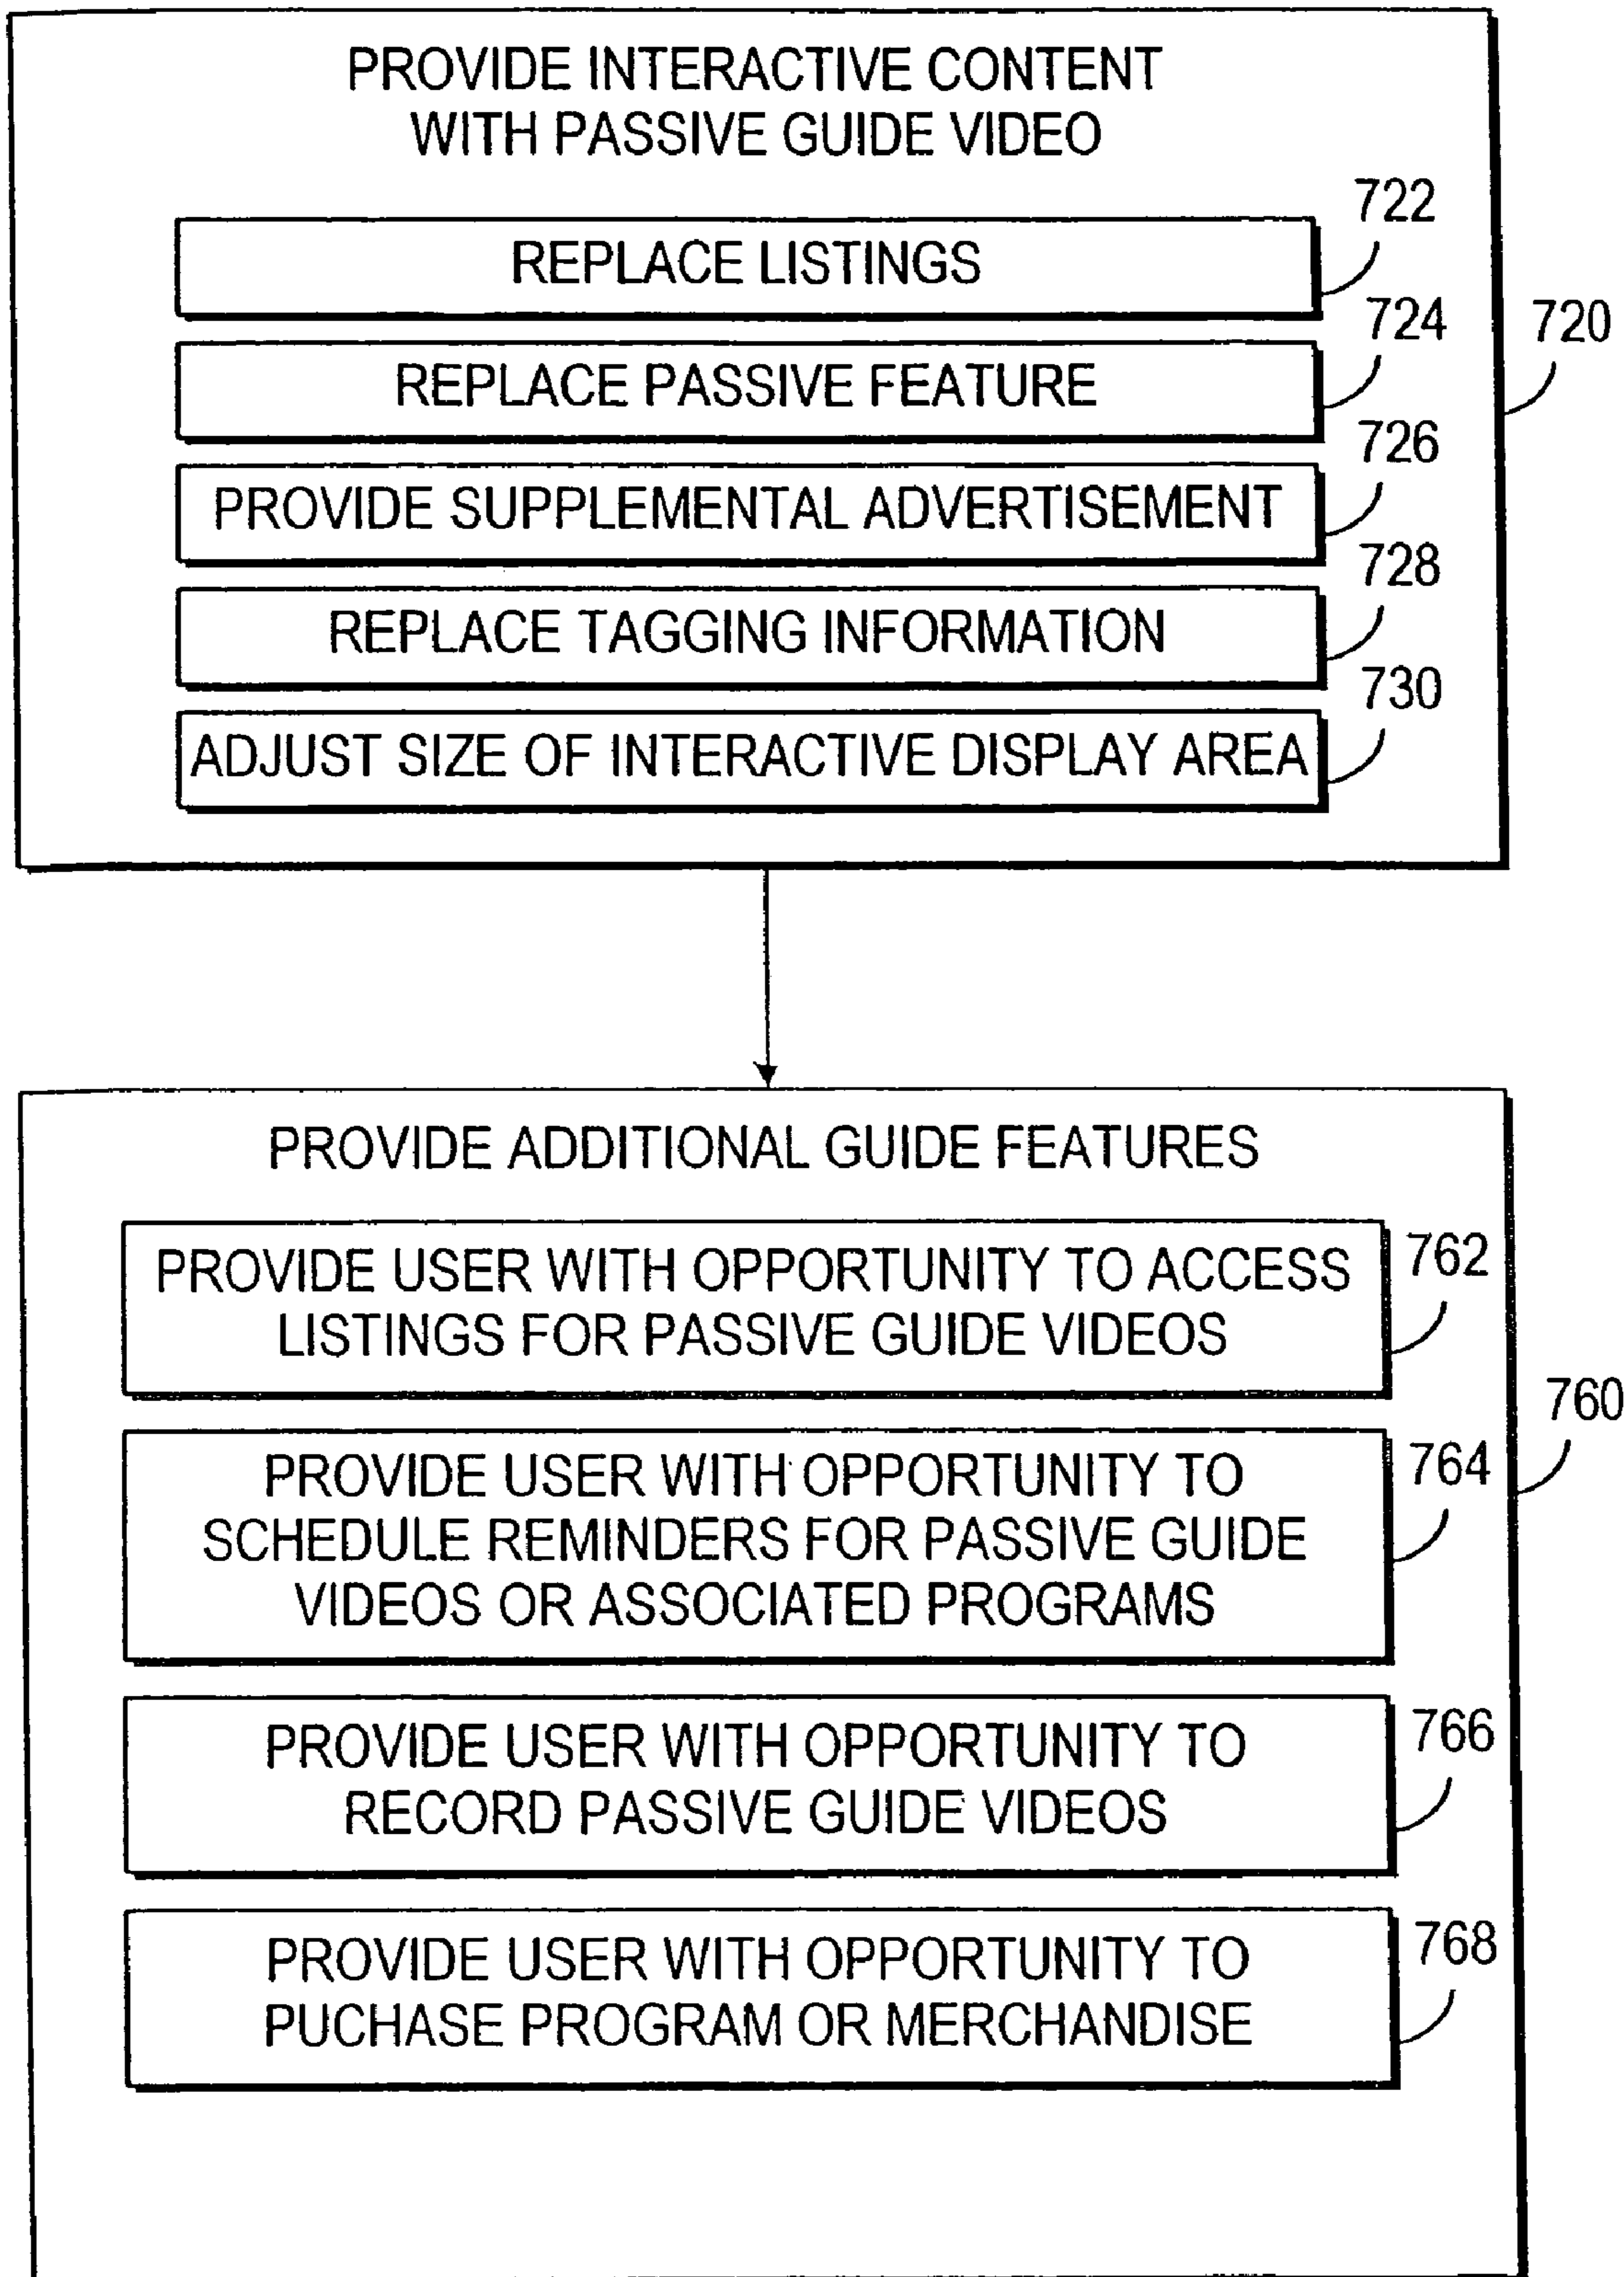 PROVIDE INTERACTIVE CONTENT
WITH PASSIVE GUIDE VIDEO
722
REPLACE LISTINGS
724
720
REPLACE PASSIVE FEATURE
726
PROVIDE SUPPLEMENTAL ADVERTISEMENT
728
REPLACE TAGGING INFORMATION
730
ADJUST SIZE OF INTERACTIVE DISPLAY AREA
PROVIDE ADDITIONAL GUIDE FEATURES
762
PROVIDE USER WITH OPPORTUNITY TO ACCESS
LISTINGS FOR PASSIVE GUIDE VIDEOS
760
764
PROVIDE USER WITH OPPORTUNITY TO
SCHEDULE REMINDERS FOR PASSIVE GUIDE
VIDEOS OR ASSOCIATED PROGRAMS
766
PROVIDE USER WITH OPPORTUNITY TO
RECORD PASSIVE GUIDE VIDEOS
768
PROVIDE USER WITH OPPORTUNITY TO
PUCHASE PROGRAM OR MERCHANDISE